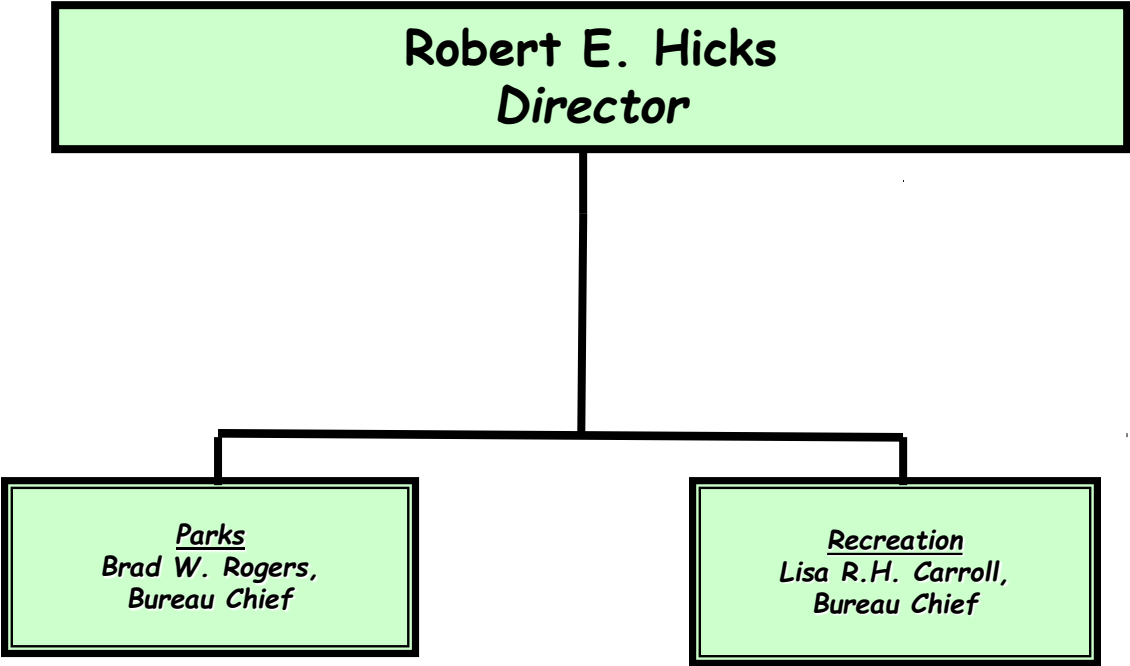 Robert E. Hicks
Director
Parks
Brad W. Rogers,
Bureau Chief
Recreation
Lisa R.H. Carroll,
Bureau Chief